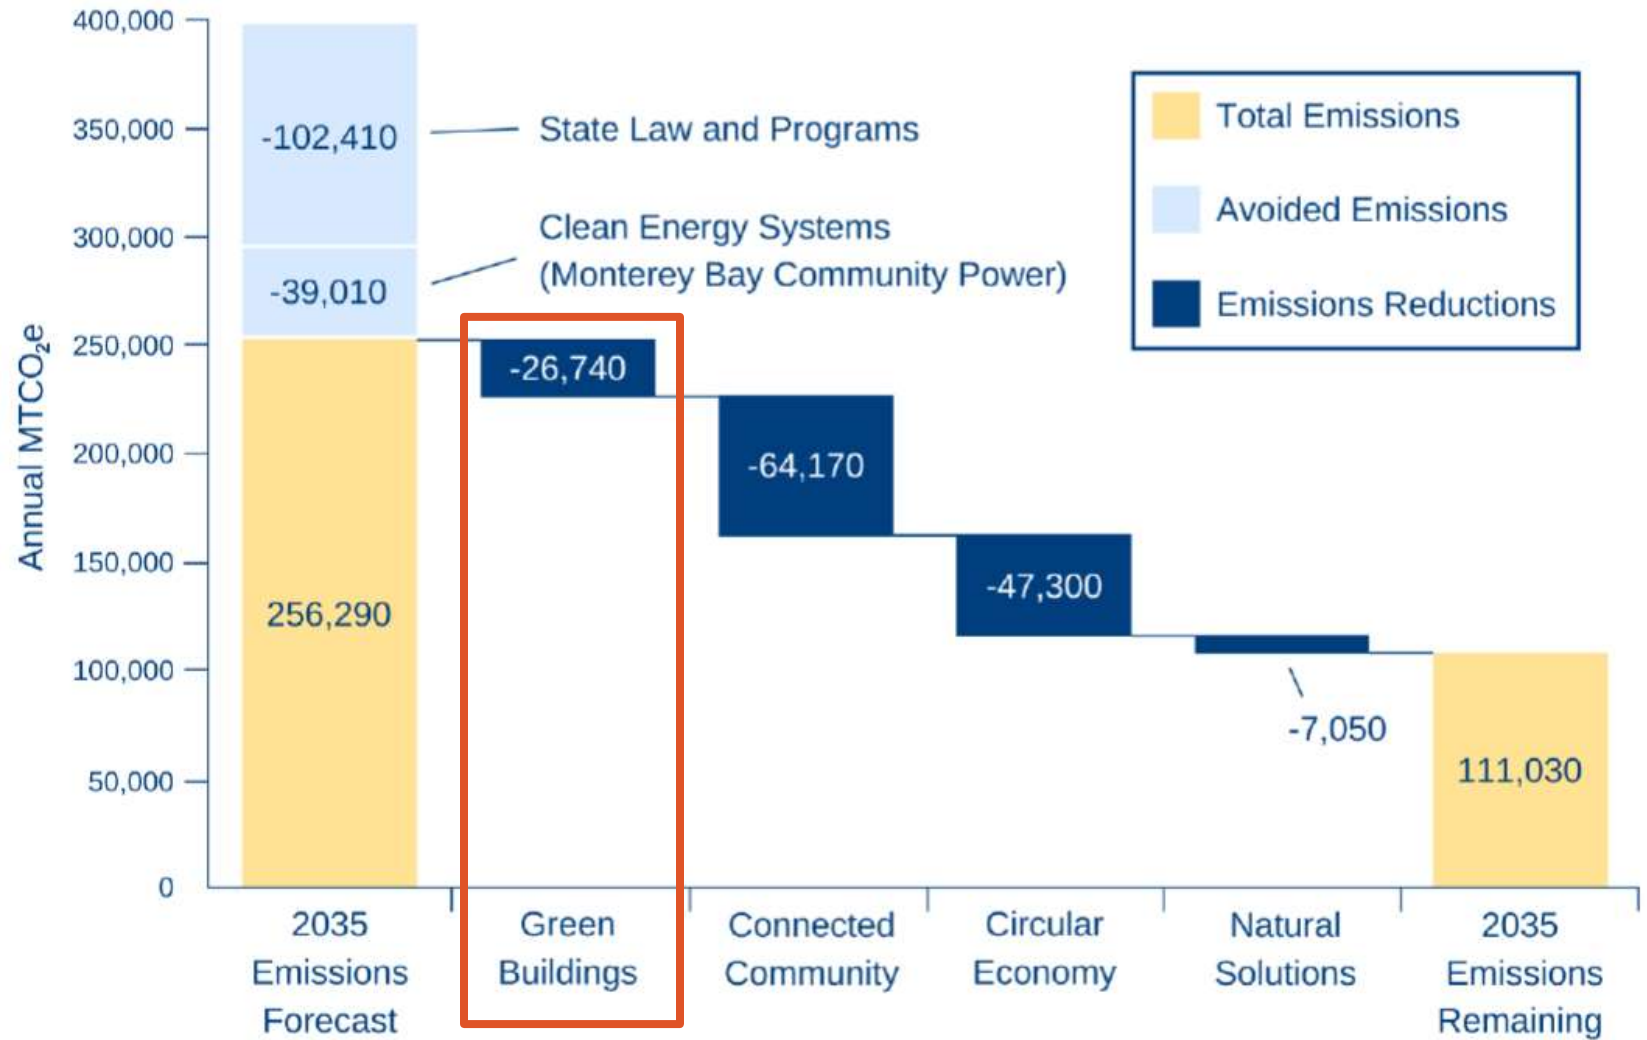 400,000
350,000
300,000
250,000
200,000
150,000
100,000
50,000
0
Annual MTCO₂e
-102,410
State Law and Programs
-39,010
Clean Energy Systems
(Monterey Bay Community Power)
256,290
-26,740
-64,170
-47,300
-7,050
111,030
Total Emissions
Avoided Emissions
Emissions Reductions
2035
Emissions
Forecast
Green
Buildings
Connected
Community
Circular
Economy
Natural
Solutions
2035
Emissions
Remaining